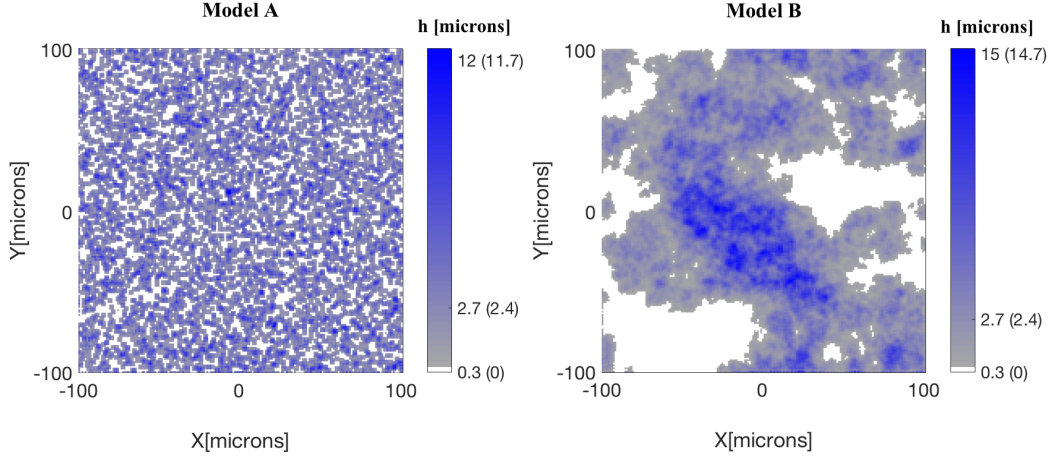 Model A
h [microns]
12 (11.7)
2.7 (2.4)
0.3 (0)
100
0
-100
Y[microns]
-100
0
100
X[microns]
Model B
h [microns]
15 (14.7)
2.7 (2.4)
0.3 (0)
100
0
-100
Y[microns]
-100
0
100
X[microns]